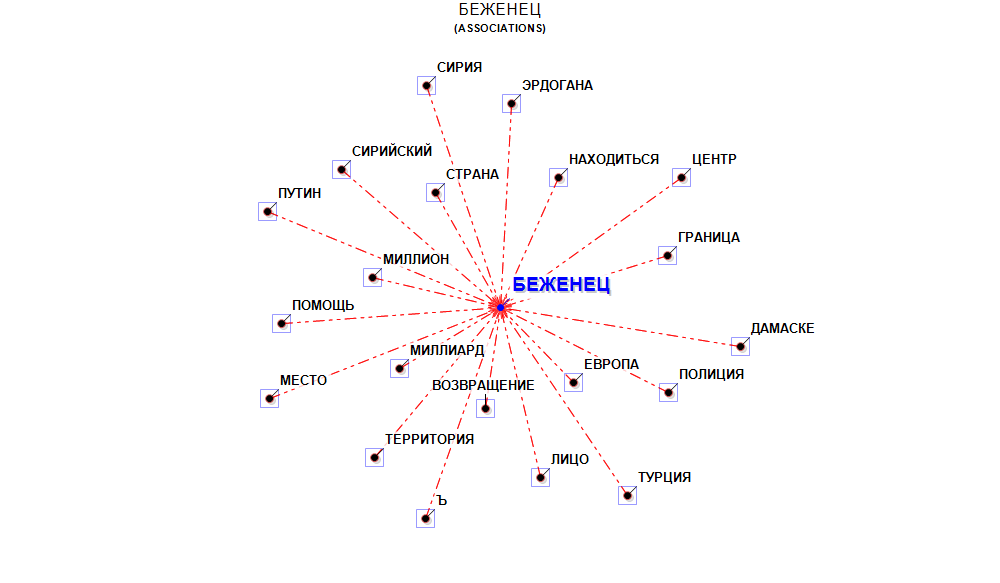 БЕЖЕНЕЦ
(ASSOCIATIONS)
СИРИЯ
ЭРДОГАНА
СИРИЙСКИЙ
НАХОДИТЬСЯ
ЦЕНТР
СТРАНА
ПУТИН
ГРАНИЦА
МИЛЛИОН
БЕЖЕНЕЦ
ПОМОЩЬ
ДАМАСКЕ
МИЛЛИАРД
ЕВРОПА
ПОЛИЦИЯ
МЕСТО
ВОЗВРАЩЕНИЕ
ТЕРРИТОРИЯ
ЛИЦО
ТУРЦИЯ
Ъ